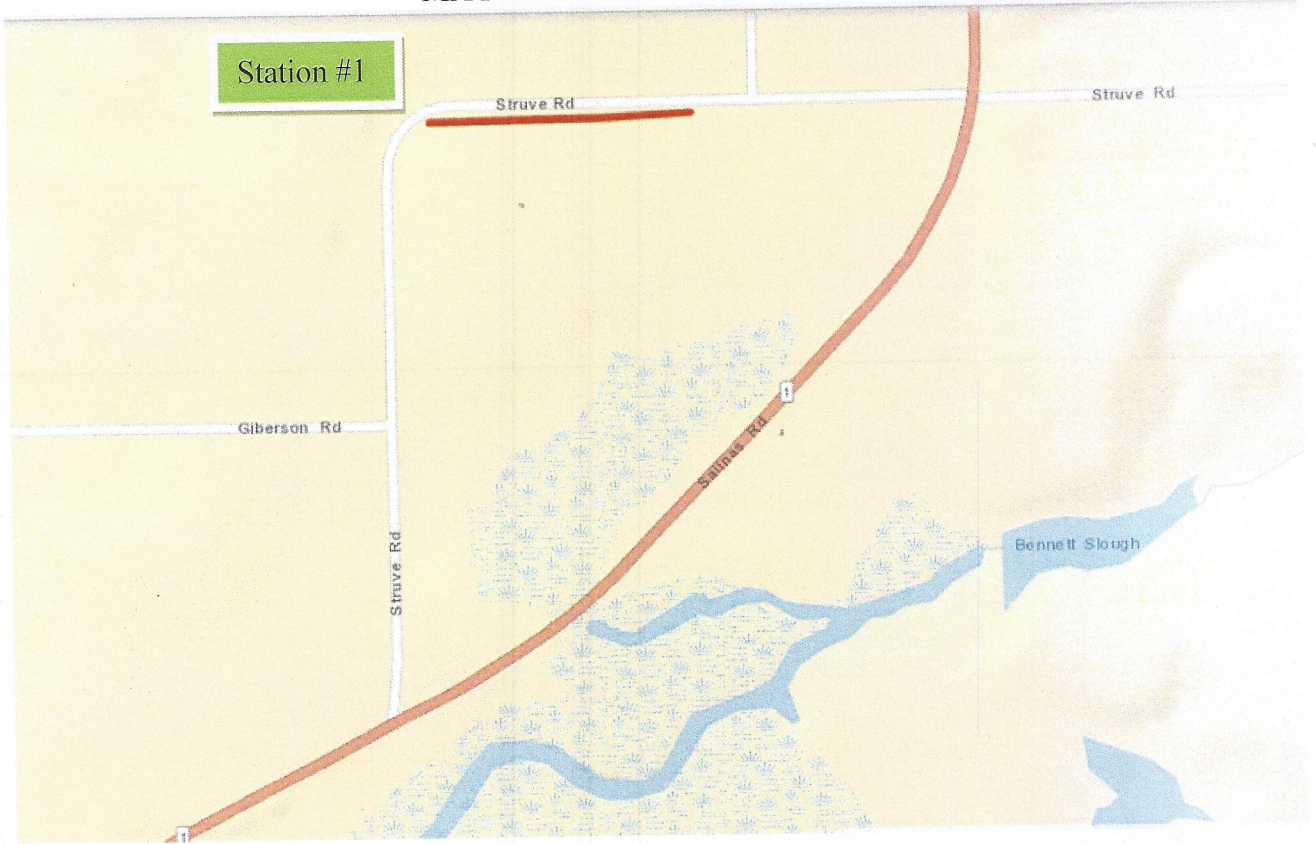 Station #1
Struve Rd
Struve Rd
1
Salinas Rd
Giberson Rd
Struve Rd
Bennett Slough
1